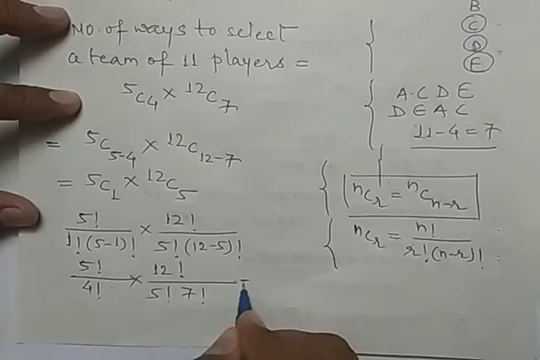 No. of ways to select
a team of 11 players =
⁵C₄ × ¹²C₇
= ⁵C₅₋₄ × ¹²C₁₂₋₇
= ⁵C₁ × ¹²C₅
5!/1!(5-1)! × 12!/5!(12-5)!
5!/4! × 12!/5! 7!
B
C
D
E
A C D E
D E A C
11-4=7
ⁿCᵣ = ⁿCₙ₋ᵣ
ⁿCᵣ = n!/r!(n-r)!